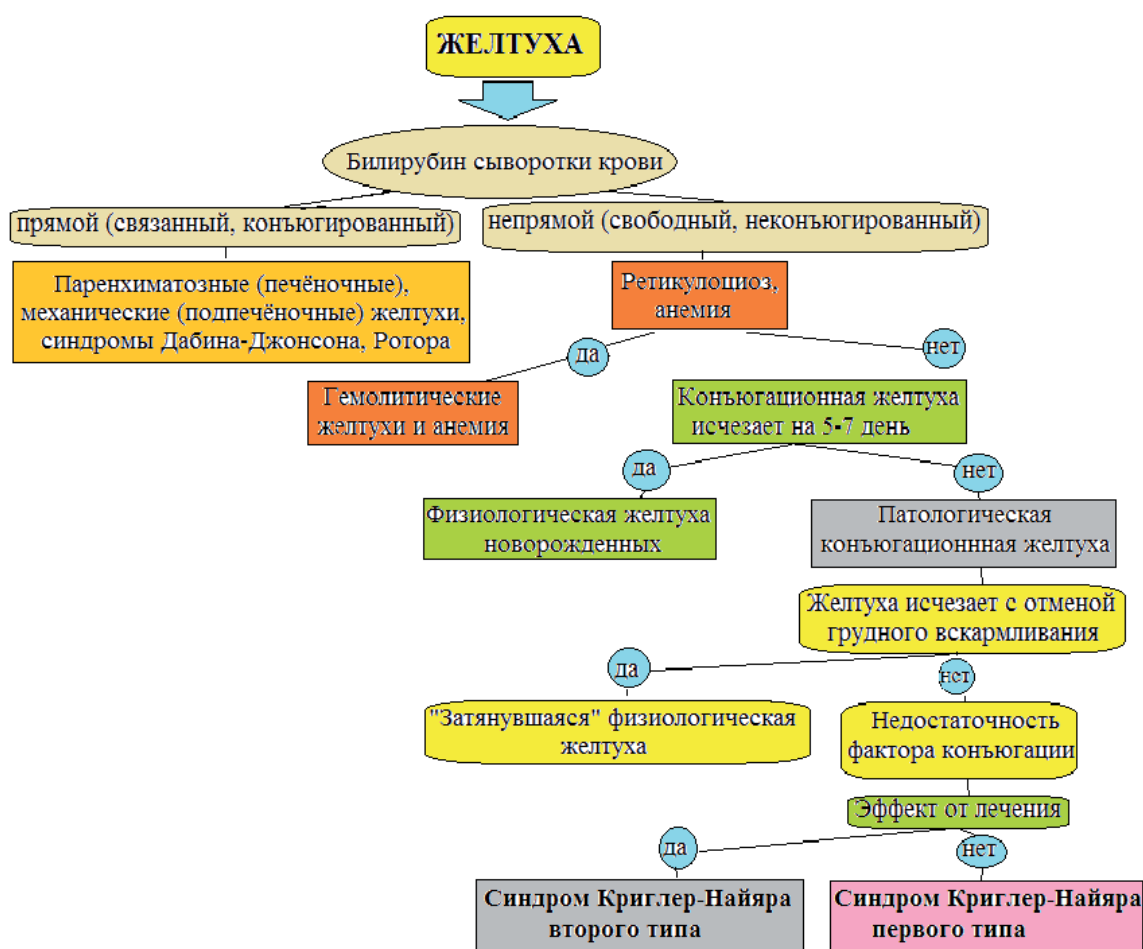 ЖЕЛТУХА
Билирубин сыворотки крови
прямой (связанный, конъюгированный)
непрямой (свободный, неконъюгированный)
Паренхиматозные (печёночные),
механические (подпечёночные) желтухи,
синдромы Дабина-Джонсона, Ротора
Ретикулоциоз,
анемия
да
нет
Гемолитические
желтухи и анемия
Конъюгационная желтуха
исчезает на 5-7 день
да
нет
Физиологическая желтуха
новорожденных
Патологическая
конъюгационнная желтуха
Желтуха исчезает с отменой
грудного вскармливания
да
нет
"Затянувшаяся" физиологическая
желтуха
Недостаточность
фактора конъюгации
Эффект от лечения
да
нет
Синдром Криглер-Найяра
второго типа
Синдром Криглер-Найяра
первого типа